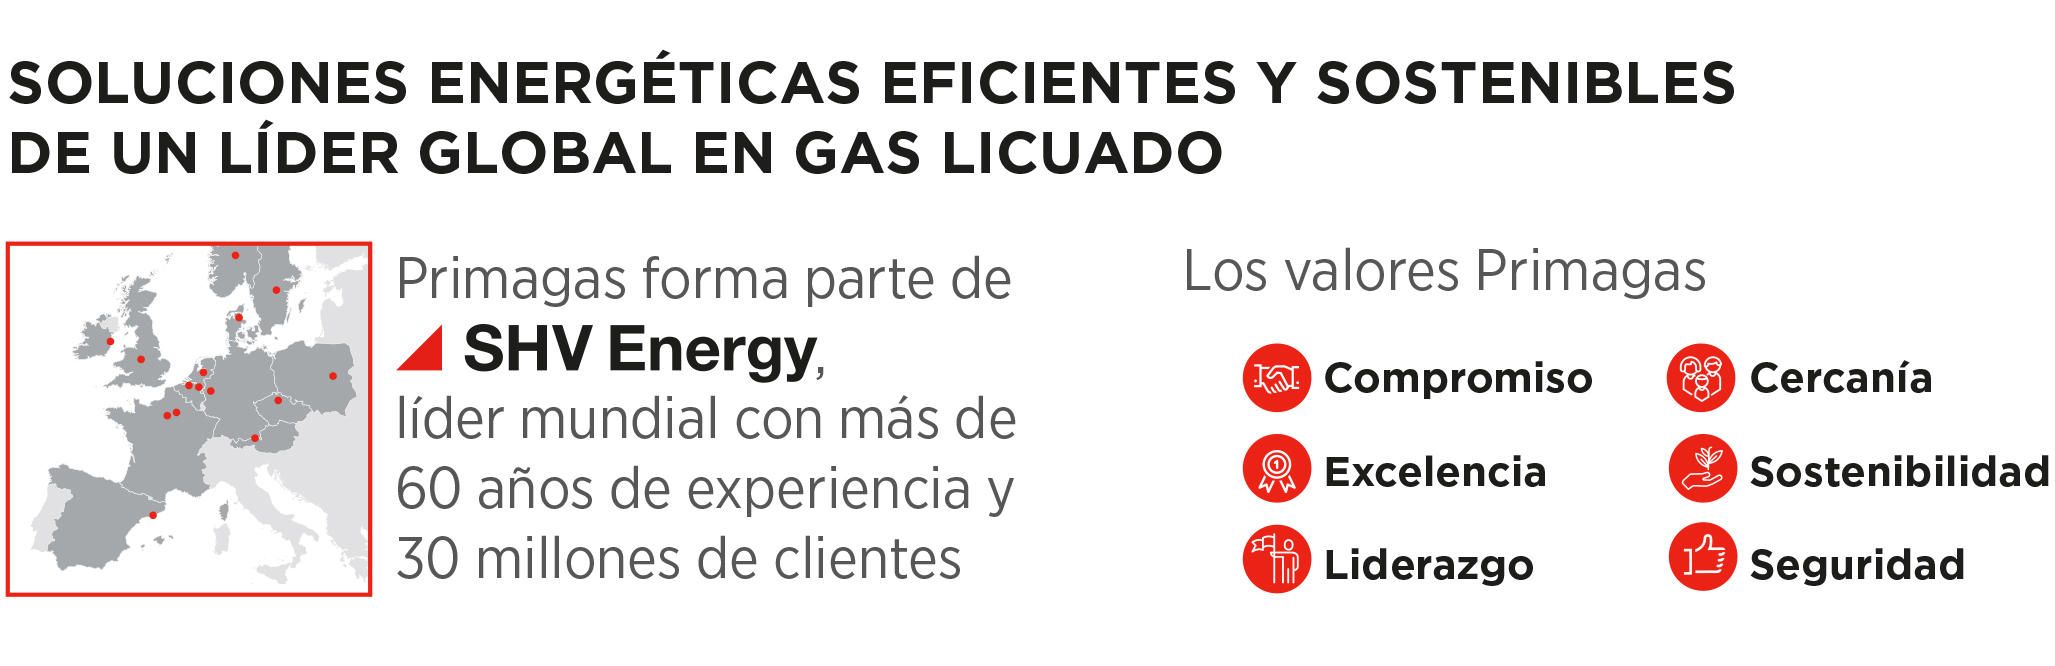 SOLUCIONES ENERGÉTICAS EFICIENTES Y SOSTENIBLES
DE UN LÍDER GLOBAL EN GAS LICUADO
Primagas forma parte de
SHV Energy,
líder mundial con más de
60 años de experiencia y
30 millones de clientes
Los valores Primagas
Compromiso
Cercanía
1
Excelencia
Sostenibilidad
Liderazgo
Seguridad